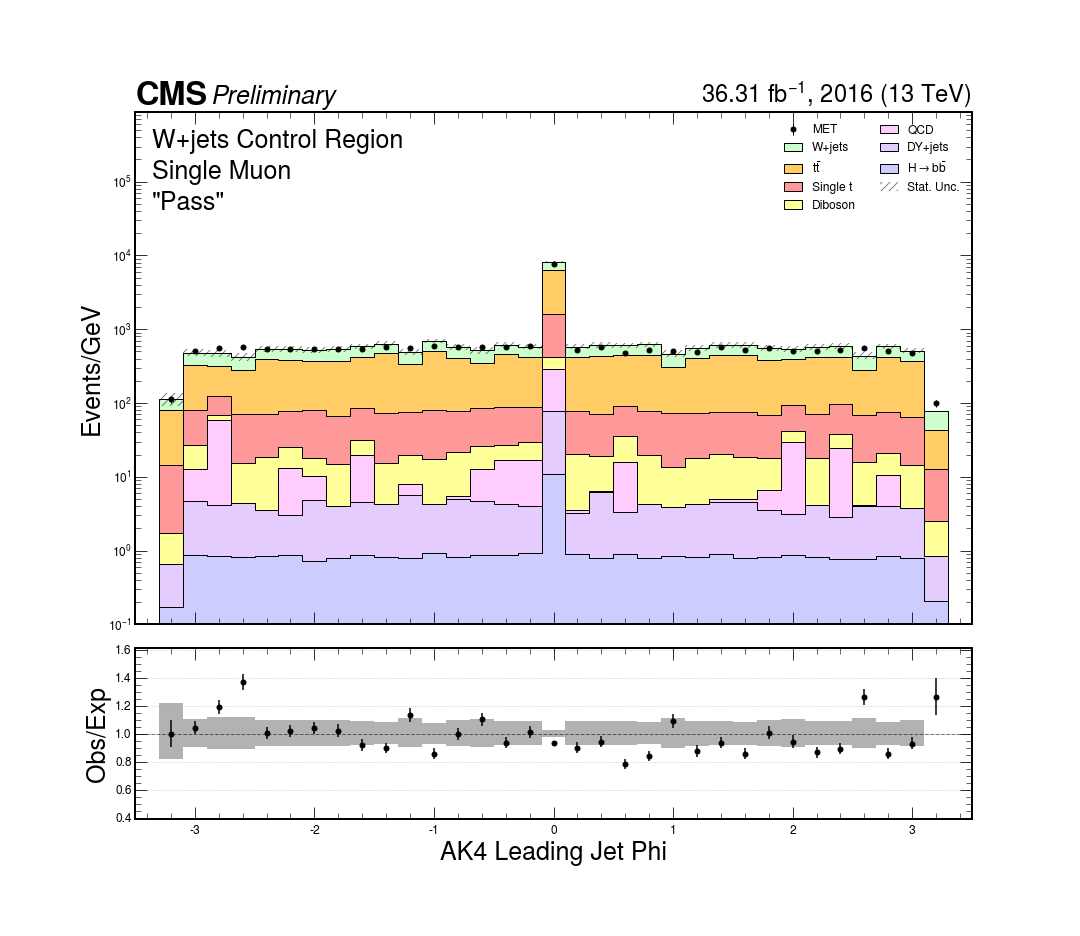 CMS Preliminary
36.31 fb⁻¹, 2016 (13 TeV)
W+jets Control Region
Single Muon
"Pass"
MET
W+jets
tt̄
Single t
Diboson
QCD
DY+jets
H→bb̄
Stat. Unc.
Events/GeV
10⁵
10⁴
10³
10²
10¹
10⁰
10⁻¹
Obs/Exp
1.6
1.4
1.2
1.0
0.8
0.6
0.4
-3 -2 -1 0 1 2 3
AK4 Leading Jet Phi